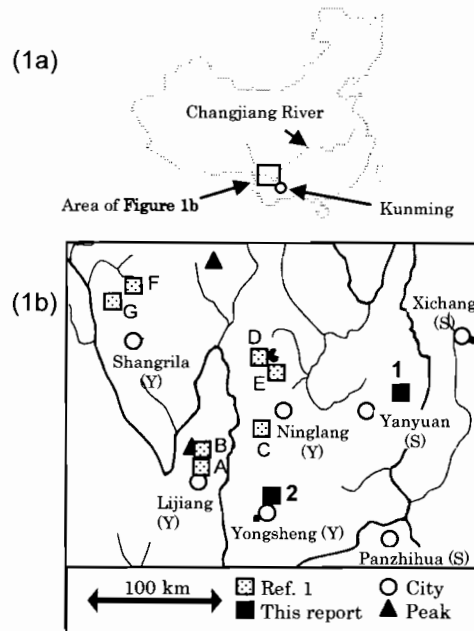 (1a)
Changjiang River
Area of Figure 1b
Kunming
(1b)
F
G
Xichang
(S)
Shangrila
(Y)
D
E
1
Ninglang
(Y)
Yanyuan
(S)
C
B
A
Lijiang
(Y)
2
Yongsheng (Y)
Panzhihua (S)
100 km
Ref. 1
City
This report
Peak